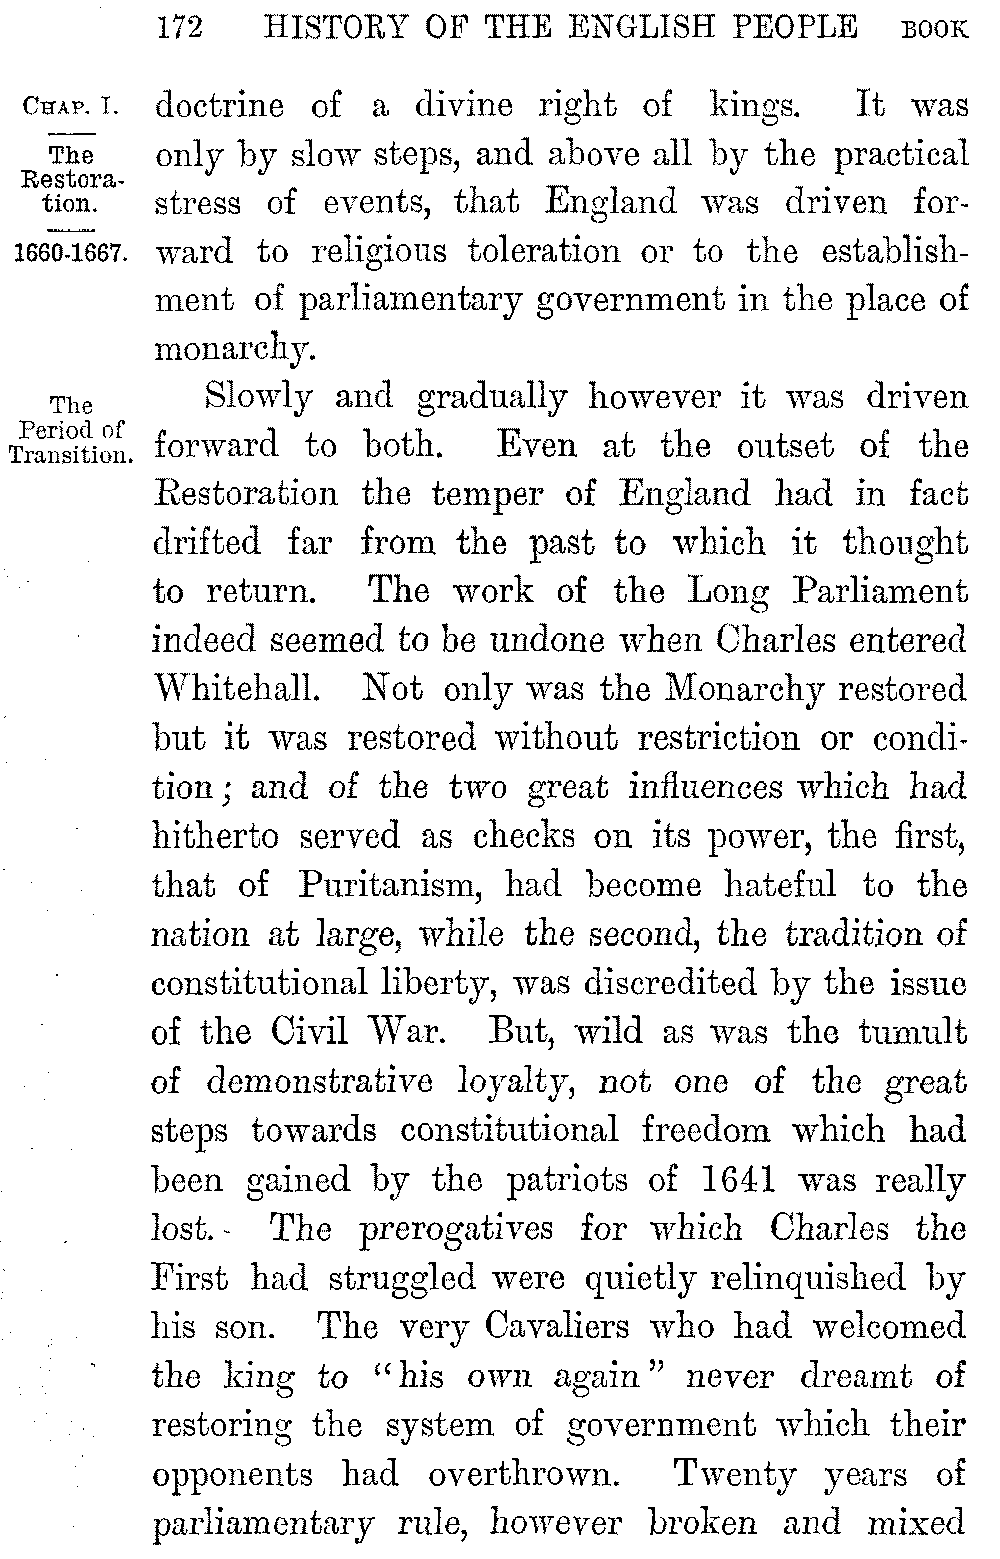 172 HISTORY OF THE ENGLISH PEOPLE BOOK
CHAP. I.
The
Restora-
tion.
1660-1667.
doctrine of a divine right of kings. It was
only by slow steps, and above all by the practical
stress of events, that England was driven for-
ward to religious toleration or to the establish-
ment of parliamentary government in the place of
monarchy.
The
Period of
Transition.
Slowly and gradually however it was driven
forward to both. Even at the outset of the
Restoration the temper of England had in fact
drifted far from the past to which it thought
to return. The work of the Long Parliament
indeed seemed to be undone when Charles entered
Whitehall. Not only was the Monarchy restored
but it was restored without restriction or condi-
tion; and of the two great influences which had
hitherto served as checks on its power, the first,
that of Puritanism, had become hateful to the
nation at large, while the second, the tradition of
constitutional liberty, was discredited by the issue
of the Civil War. But, wild as was the tumult
of demonstrative loyalty, not one of the great
steps towards constitutional freedom which had
been gained by the patriots of 1641 was really
lost. The prerogatives for which Charles the
First had struggled were quietly relinquished by
his son. The very Cavaliers who had welcomed
the king to "his own again" never dreamt of
restoring the system of government which their
opponents had overthrown. Twenty years of
parliamentary rule, however broken and mixed